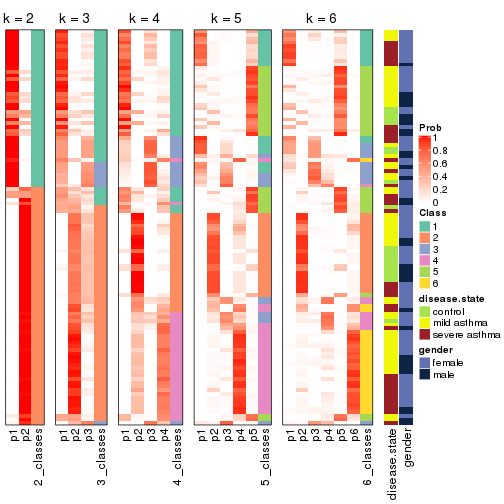 k = 2
k = 3
k = 4
k = 5
k = 6
p1
p2
2_classes
p1
p2
p3
3_classes
p1
p2
p3
p4
4_classes
p1
p2
p3
p4
p5
5_classes
p1
p2
p3
p4
p5
p6
6_classes
disease.state
gender
Prob
1
0.8
0.6
0.4
0.2
0
Class
1
2
3
4
5
6
disease.state
control
mild asthma
severe asthma
gender
female
male